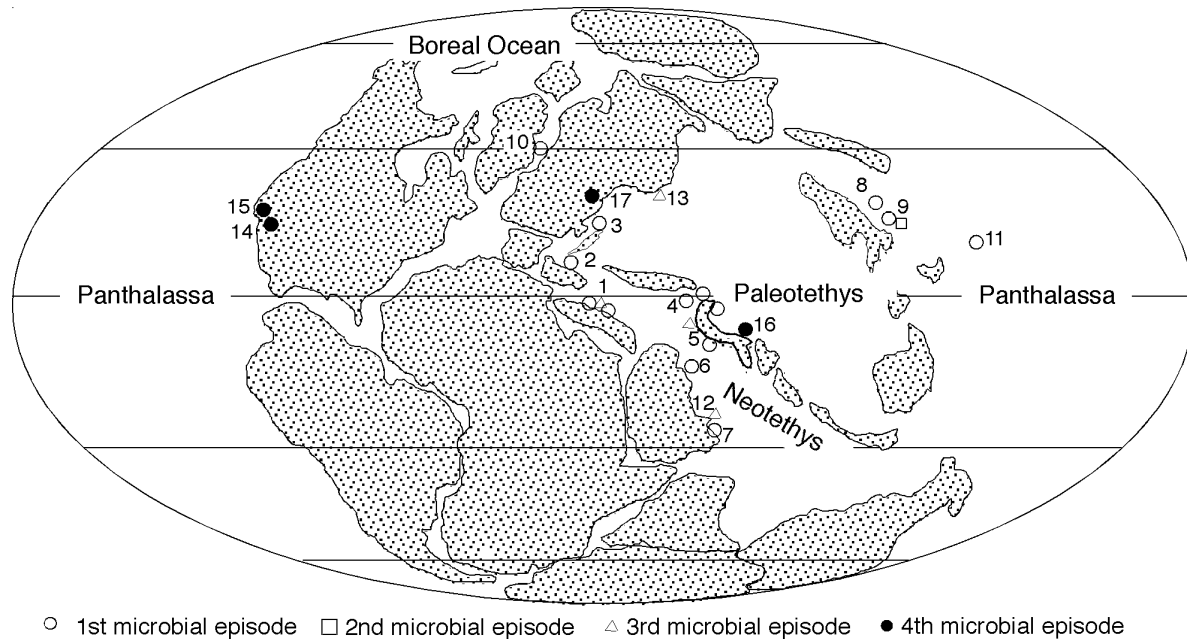 Boreal Ocean
10
8
15
17
13
9
14
3
11
2
1
Panthalassa
4
Paleotethys
Panthalassa
16
5
6
Neotethys
12
7
1st microbial episode 2nd microbial episode 3rd microbial episode 4th microbial episode